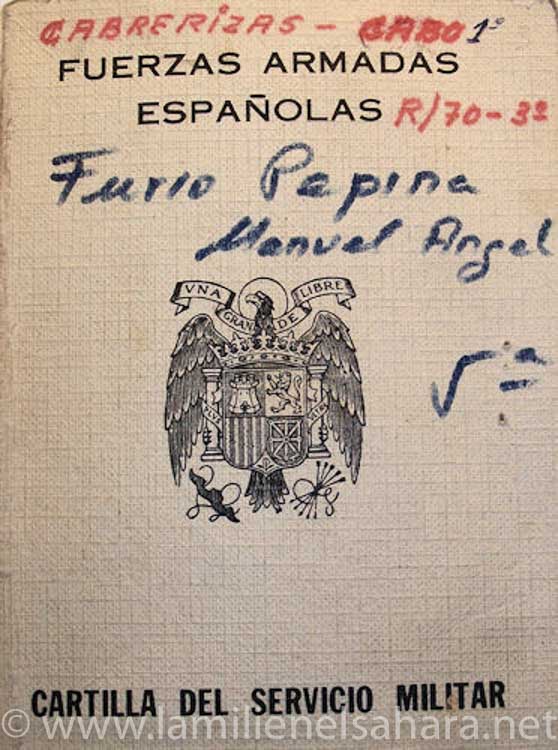 CABRERIZAS - CABO 1º
FUERZAS ARMADAS
ESPAÑOLAS R/70-3º
Furio Papina
Manuel Angel
VNA GRANDE LIBRE
5ª
CARTILLA DEL SERVICIO MILITAR
© www.lamilienelsahara.net